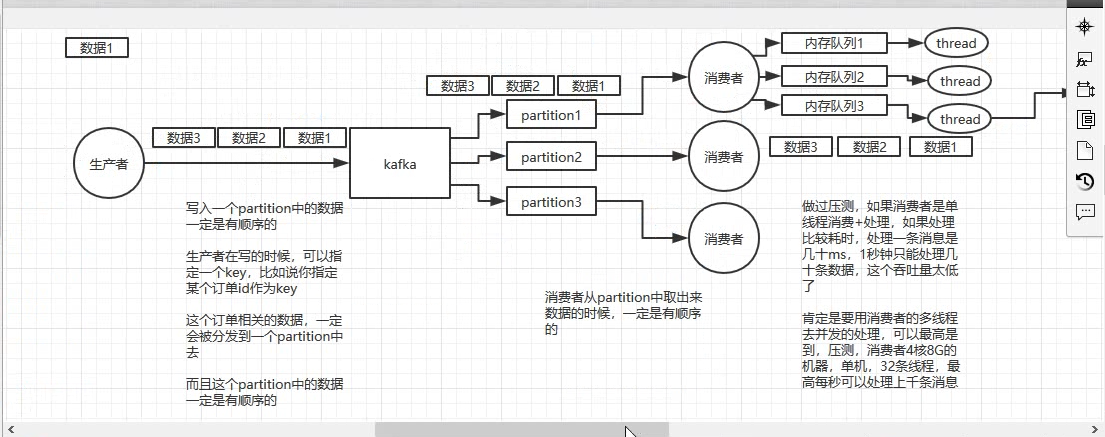 数据1
内存队列1
thread
消费者
数据3
数据2
数据1
内存队列2
thread
partition1
内存队列3
thread
数据3
数据2
数据1
生产者
kafka
partition2
消费者
数据3
数据2
数据1
partition3
消费者
写入一个partition中的数据
一定是有顺序的
生产者在写的时候，可以指
定一个key，比如说你指定
某个订单id作为key
这个订单相关的数据，一定
会被分发到一个partition中
去
而且这个partition中的数据
一定是有顺序的
消费者从partition中取出来
数据的时候，一定是有顺序
的
做过压测，如果消费者是单
线程消费+处理，如果处理
比较耗时，处理一条消息是
几十ms，1秒钟只能处理几
十条数据，这个吞吐量太低
了
肯定是要用消费者的多线程
去并发的处理，可以最高是
到，压测，消费者4核8G的
机器，单机，32条线程，最
高每秒可以处理上千条消息